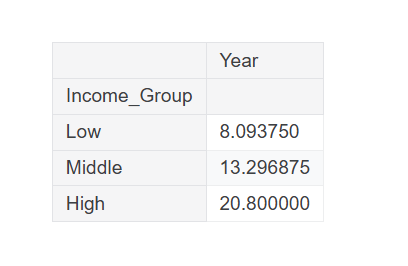 Year
Income_Group
Low 8.093750
Middle 13.296875
High 20.800000